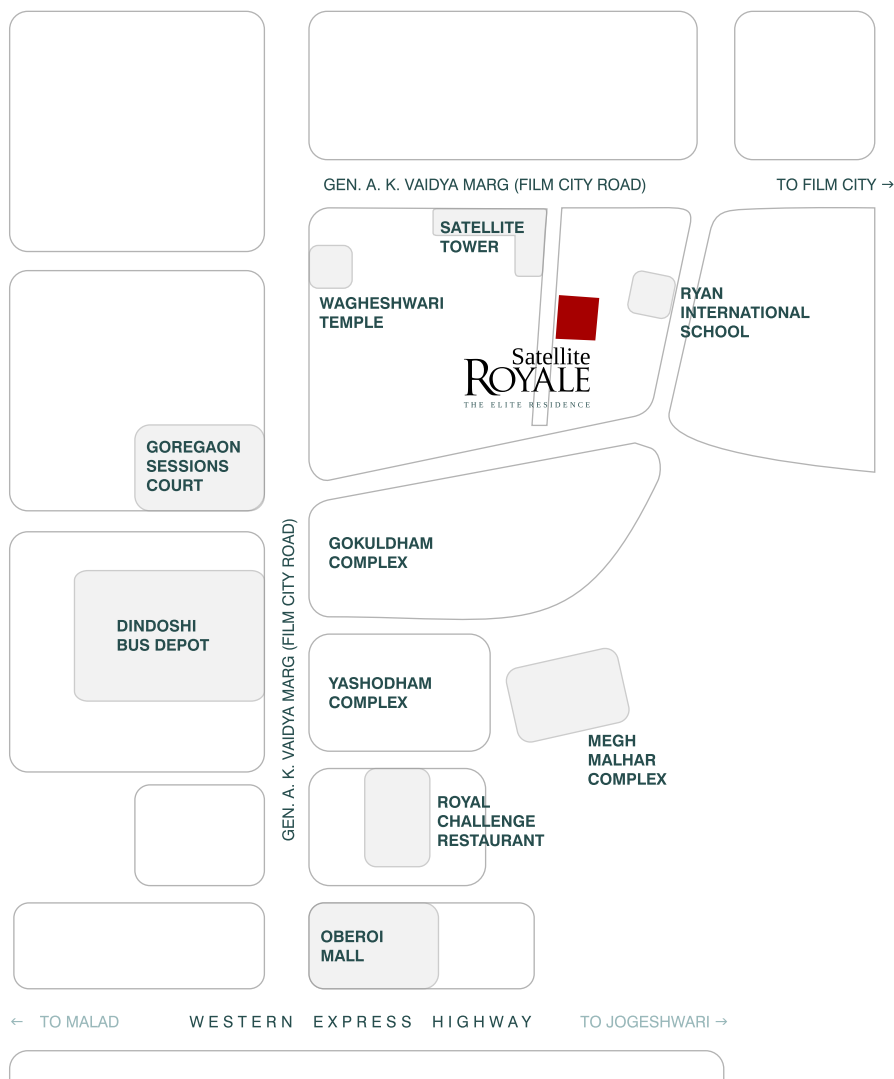 GEN. A. K. VAIDYA MARG (FILM CITY ROAD)
TO FILM CITY →
SATELLITE
TOWER
WAGHESHWARI
TEMPLE
RYAN
INTERNATIONAL
SCHOOL
Satellite
ROYALE
THE ELITE RESIDENCE
GOREGAON
SESSIONS
COURT
GEN. A. K. VAIDYA MARG (FILM CITY ROAD)
GOKULDHAM
COMPLEX
DINDOSHI
BUS DEPOT
YASHODHAM
COMPLEX
MEGH
MALHAR
COMPLEX
ROYAL
CHALLENGE
RESTAURANT
OBEROI
MALL
← TO MALAD
WESTERN EXPRESS HIGHWAY
TO JOGESHWARI →